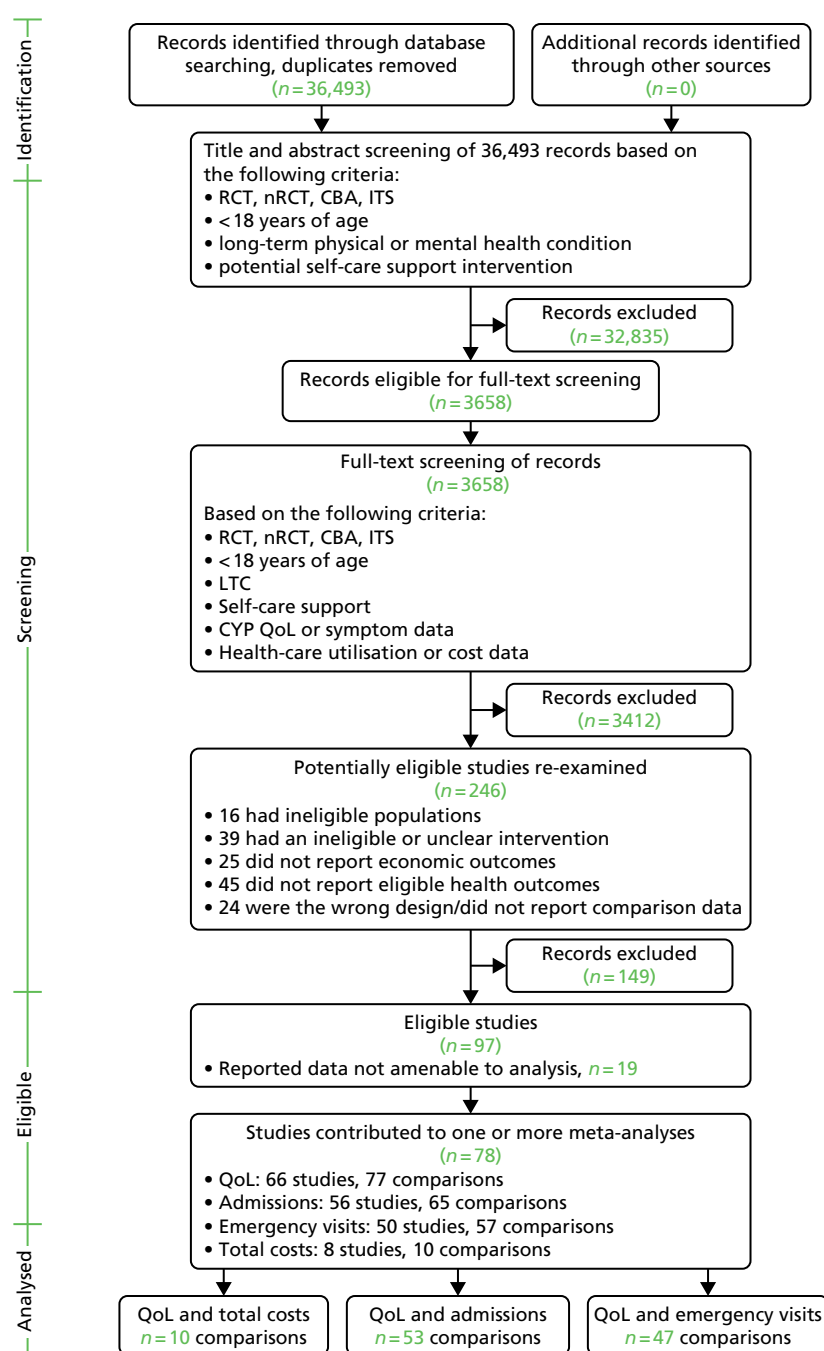 Identification
Records identified through database
searching, duplicates removed
(n=36,493)
Additional records identified
through other sources
(n=0)
Title and abstract screening of 36,493 records based on
the following criteria:
• RCT, nRCT, CBA, ITS
• <18 years of age
• long-term physical or mental health condition
• potential self-care support intervention
Screening
Records excluded
(n=32,835)
Records eligible for full-text screening
(n=3658)
Full-text screening of records
(n=3658)
Based on the following criteria:
• RCT, nRCT, CBA, ITS
• <18 years of age
• LTC
• Self-care support
• CYP QoL or symptom data
• Health-care utilisation or cost data
Records excluded
(n=3412)
Potentially eligible studies re-examined
(n=246)
• 16 had ineligible populations
• 39 had an ineligible or unclear intervention
• 25 did not report economic outcomes
• 45 did not report eligible health outcomes
• 24 were the wrong design/did not report comparison data
Records excluded
(n=149)
Eligible
Eligible studies
(n=97)
• Reported data not amenable to analysis, n=19
Studies contributed to one or more meta-analyses
(n=78)
• QoL: 66 studies, 77 comparisons
• Admissions: 56 studies, 65 comparisons
• Emergency visits: 50 studies, 57 comparisons
• Total costs: 8 studies, 10 comparisons
Analysed
QoL and total costs
n=10 comparisons
QoL and admissions
n=53 comparisons
QoL and emergency visits
n=47 comparisons